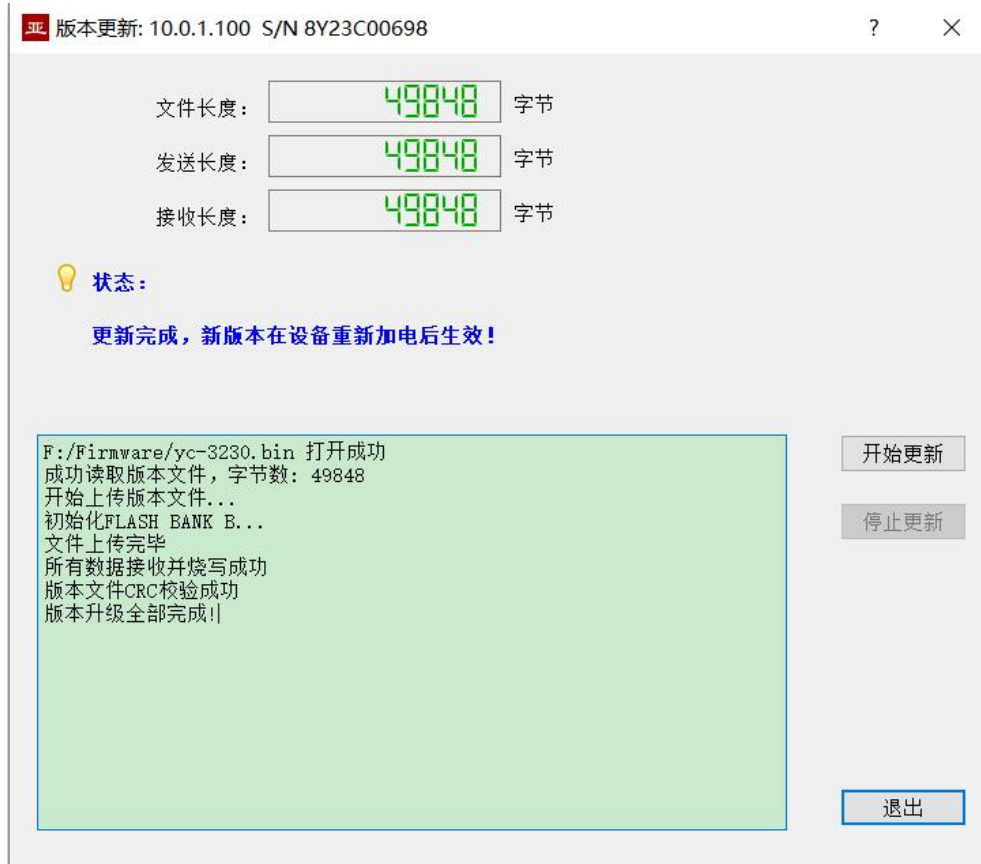 亚 版本更新: 10.0.1.100 S/N 8Y23C00698 ? ×
文件长度： 49848 字节
发送长度： 49848 字节
接收长度： 49848 字节
状态：
更新完成，新版本在设备重新加电后生效！
F:/Firmware/yc-3230.bin 打开成功
成功读取版本文件，字节数: 49848
开始上传版本文件...
初始化FLASH BANK B...
文件上传完毕
所有数据接收并烧写成功
版本文件CRC校验成功
版本升级全部完成!
开始更新
停止更新
退出